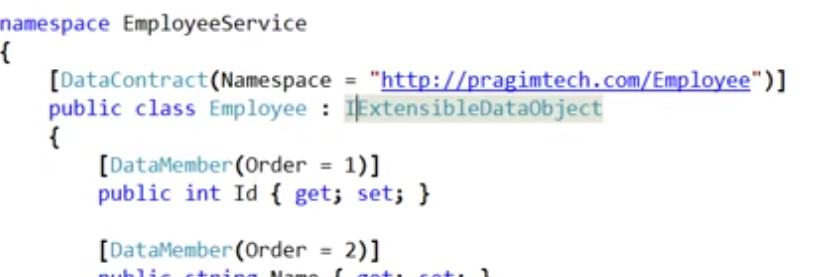 namespace EmployeeService
{
[DataContract(Namespace = "http://pragimtech.com/Employee")]
public class Employee : IExtensibleDataObject
{
[DataMember(Order = 1)]
public int Id { get; set; }
[DataMember(Order = 2)]
public string Name { get; set; }